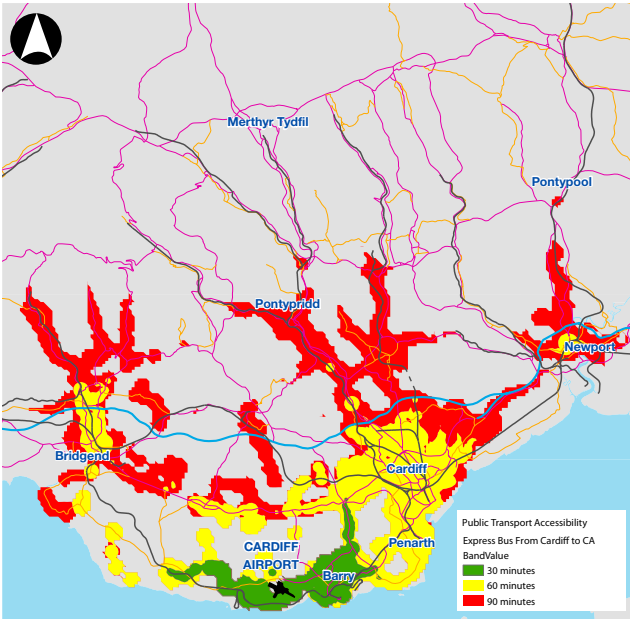 Merthyr Tydfil
Pontypool
Pontypridd
Newport
Bridgend
Cardiff
CARDIFF
AIRPORT
Penarth
Barry
Public Transport Accessibility
Express Bus From Cardiff to CA
BandValue
30 minutes
60 minutes
90 minutes